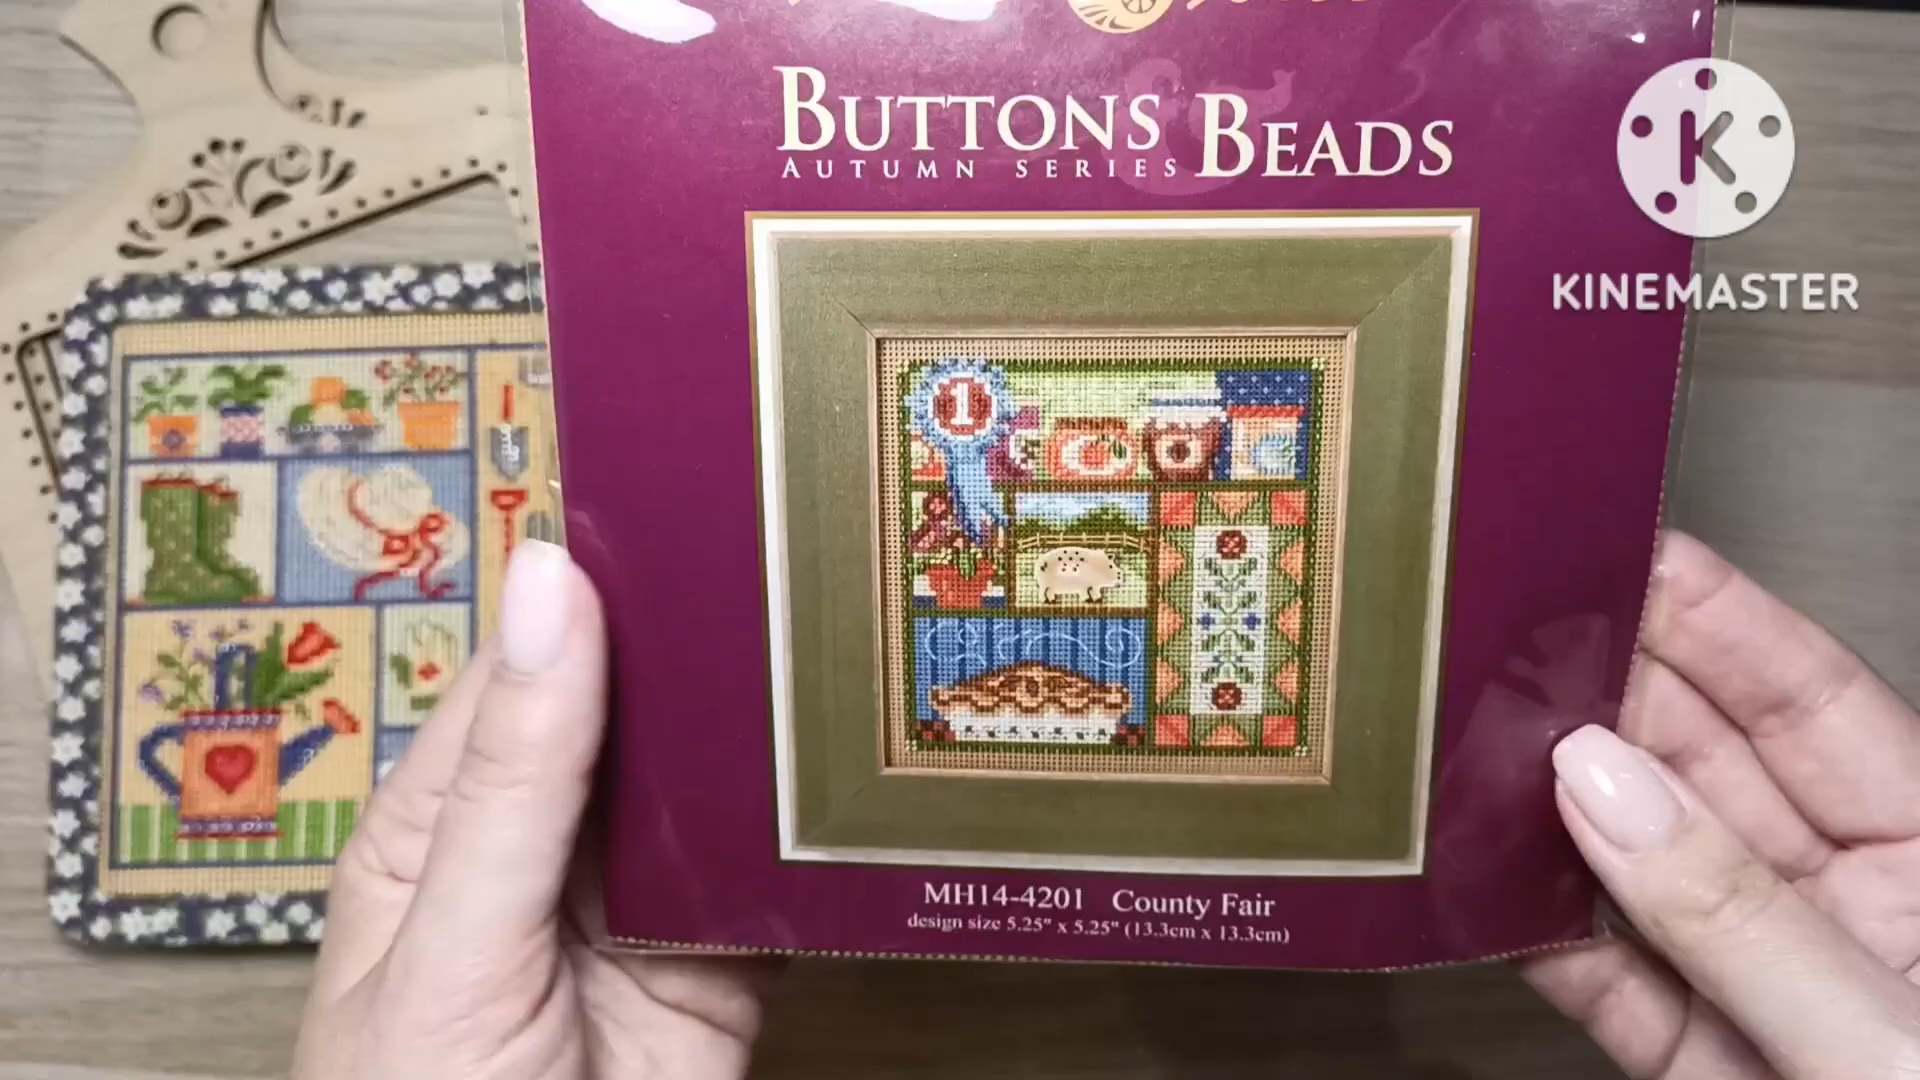 BUTTONS & BEADS
AUTUMN SERIES
KINEMASTER
1
MH14-4201 County Fair
design size 5.25" x 5.25" (13.3cm x 13.3cm)